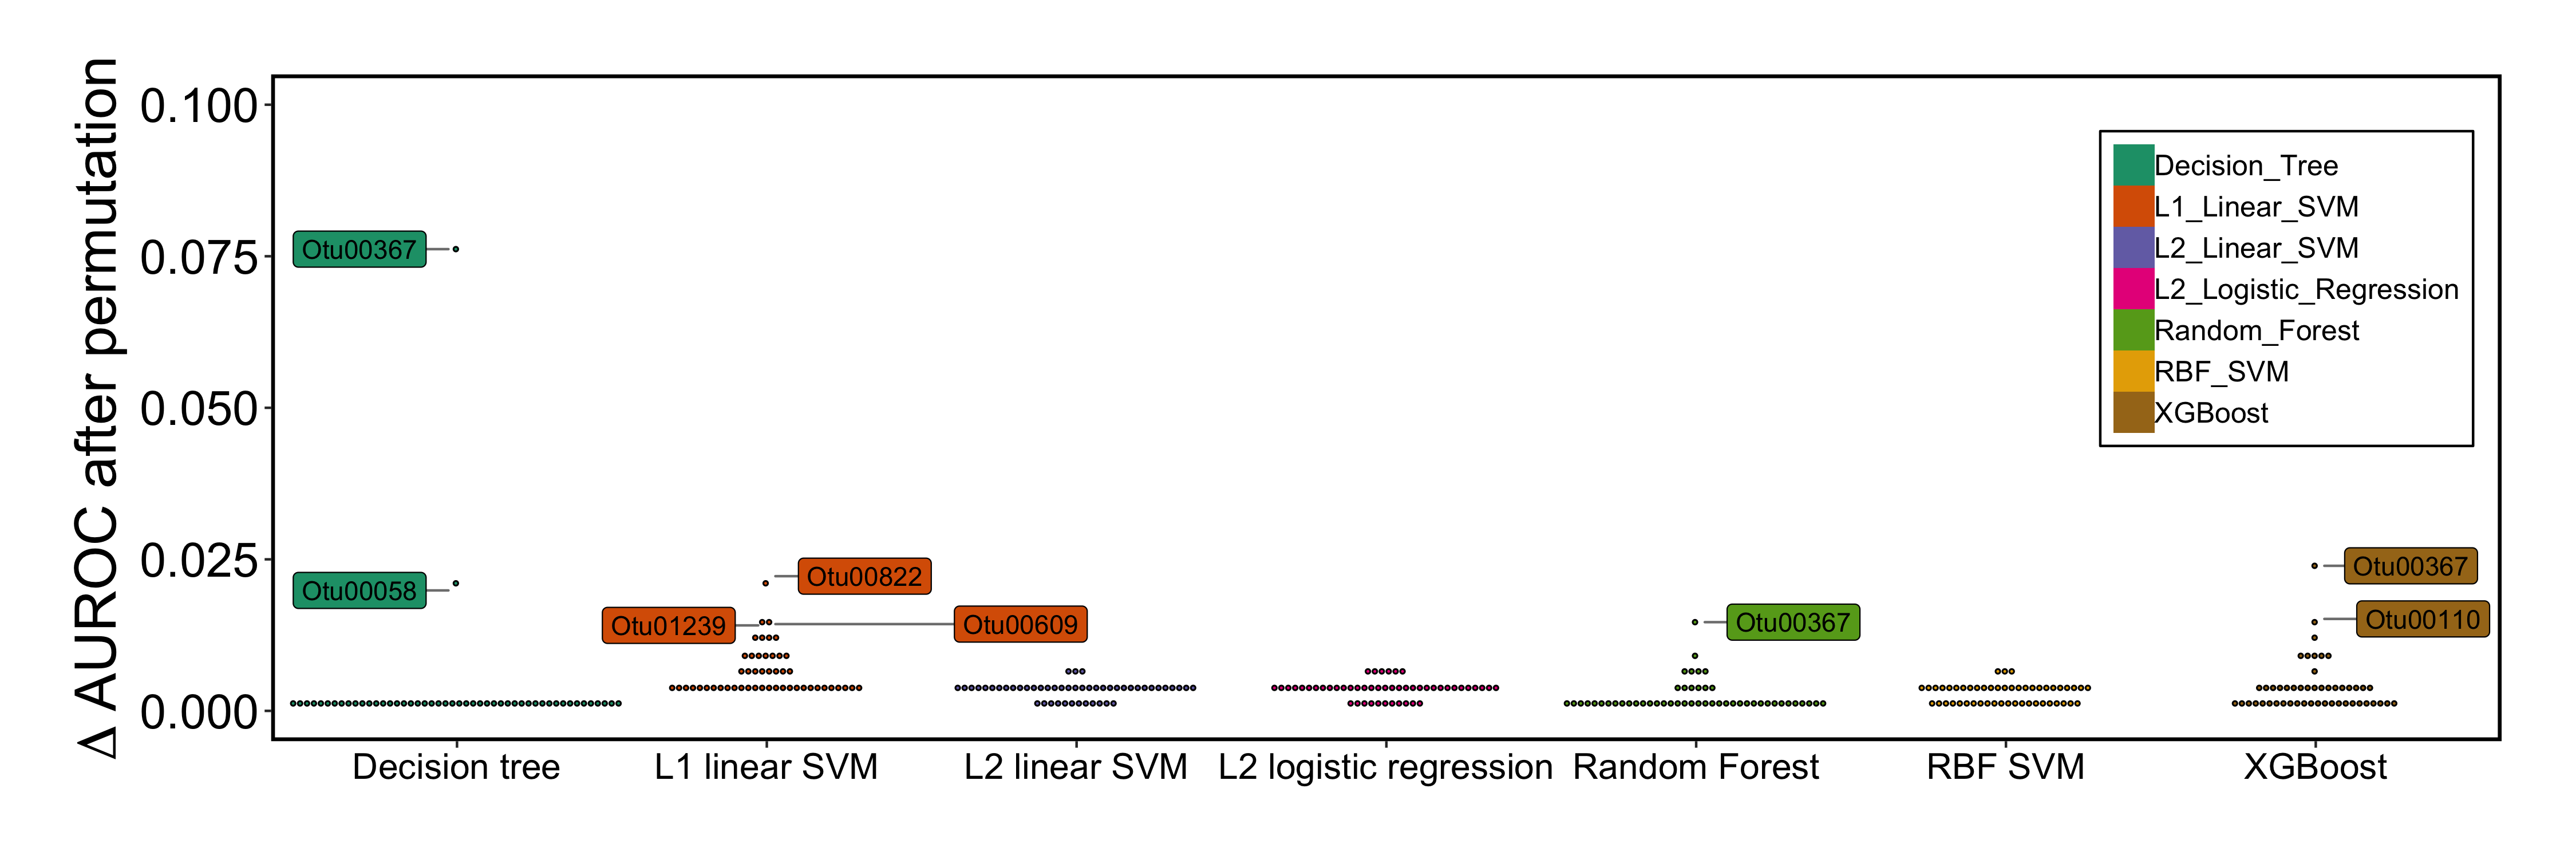 Δ AUROC after permutation
0.100
0.075
0.050
0.025
0.000
Otu00367
Otu00058
Otu00822
Otu01239
Otu00609
Otu00367
Otu00367
Otu00110
Decision_Tree
L1_Linear_SVM
L2_Linear_SVM
L2_Logistic_Regression
Random_Forest
RBF_SVM
XGBoost
Decision tree
L1 linear SVM
L2 linear SVM
L2 logistic regression
Random Forest
RBF SVM
XGBoost